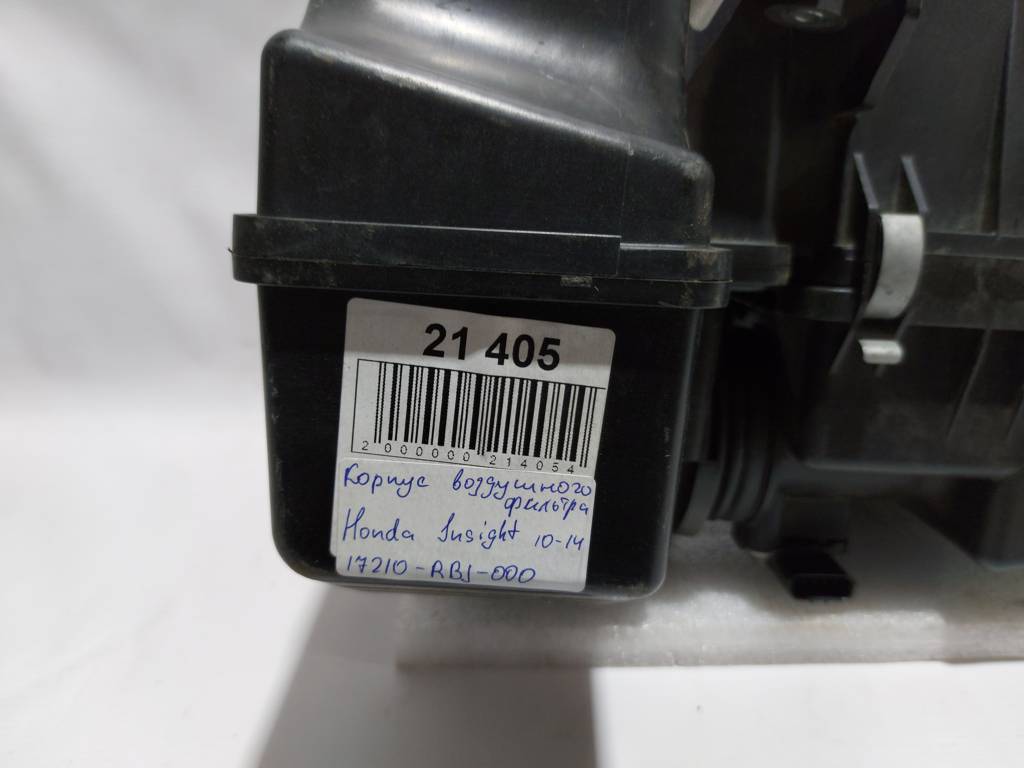 21 405
2 000000 214054
Корпус воздушного
фильтра
Honda Insight 10-14
17210-RBJ-000